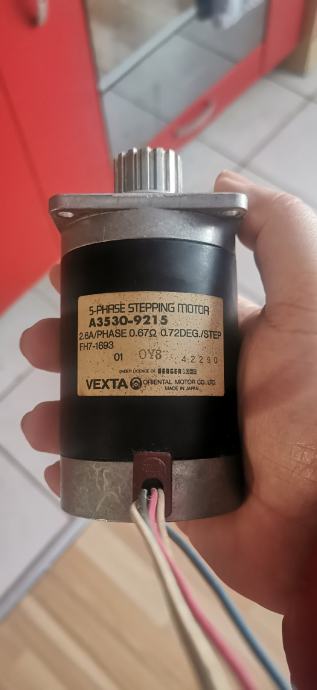 5-PHASE STEPPING MOTOR
A3530-9215
2.8A/PHASE 0.67Ω 0.72DEG./STEP
FH7-1693
01 OY8 42290
UNDER LICENCE OF BERGER LAHR
VEXTA ORIENTAL MOTOR CO. LTD.
MADE IN JAPAN